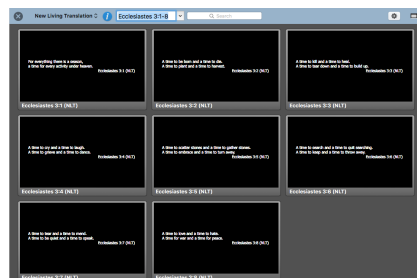 New Living Translation
Ecclesiastes 3:1-8
Search
For everything there is a season,
a time for every activity under heaven.
Ecclesiastes 3:1 (NLT)
Ecclesiastes 3:1 (NLT)
A time to be born and a time to die.
A time to plant and a time to harvest.
Ecclesiastes 3:2 (NLT)
Ecclesiastes 3:2 (NLT)
A time to kill and a time to heal.
A time to tear down and a time to build up.
Ecclesiastes 3:3 (NLT)
Ecclesiastes 3:3 (NLT)
A time to cry and a time to laugh.
A time to grieve and a time to dance.
Ecclesiastes 3:4 (NLT)
Ecclesiastes 3:4 (NLT)
A time to scatter stones and a time to gather stones.
A time to embrace and a time to turn away.
Ecclesiastes 3:5 (NLT)
Ecclesiastes 3:5 (NLT)
A time to search and a time to quit searching.
A time to keep and a time to throw away.
Ecclesiastes 3:6 (NLT)
Ecclesiastes 3:6 (NLT)
A time to tear and a time to mend.
A time to be quiet and a time to speak.
Ecclesiastes 3:7 (NLT)
Ecclesiastes 3:7 (NLT)
A time to love and a time to hate.
A time for war and a time for peace.
Ecclesiastes 3:8 (NLT)
Ecclesiastes 3:8 (NLT)